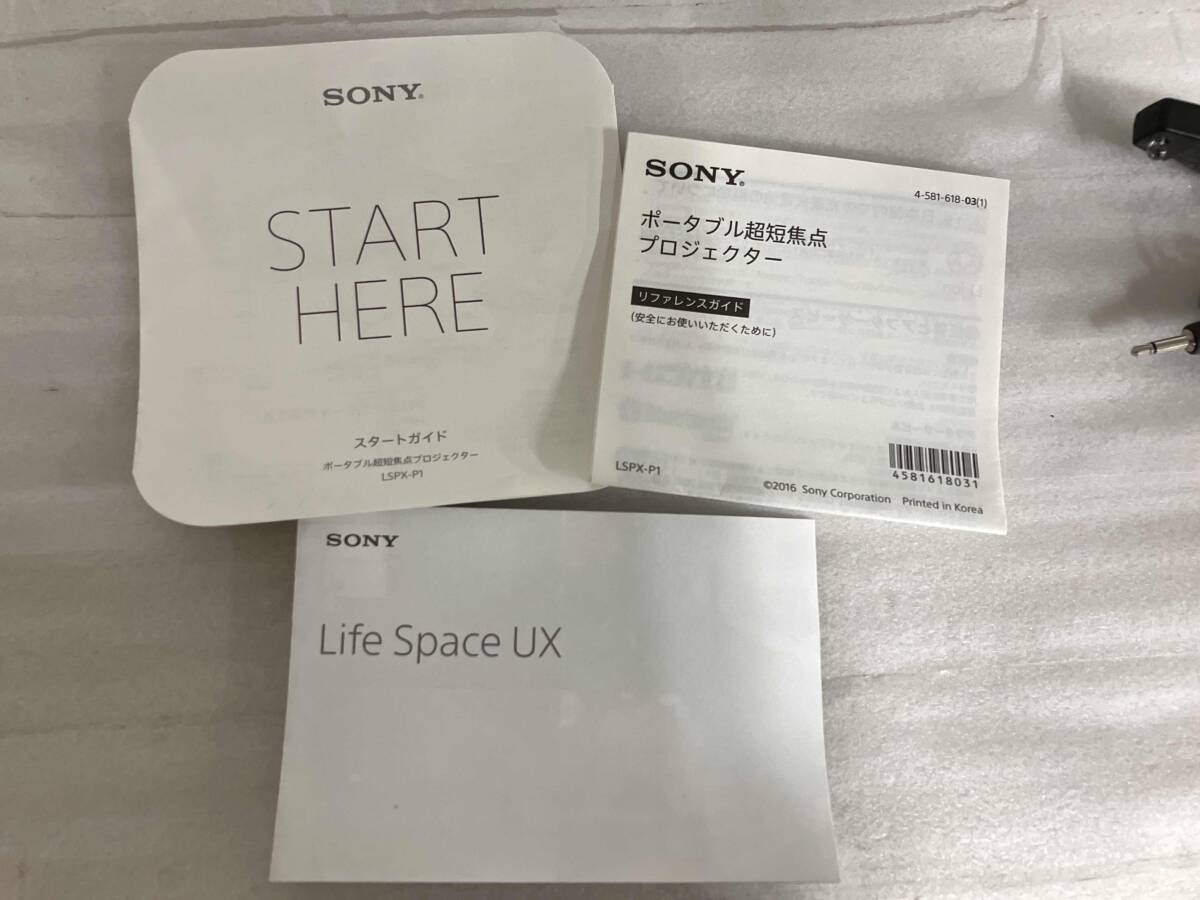 SONY
START
HERE
スタートガイド
ポータブル超短焦点プロジェクター
LSPX-P1
SONY
4-581-618-03(1)
ポータブル超短焦点
プロジェクター
リファレンスガイド
(安全にお使いいただくために)
LSPX-P1
4581618031
©2016 Sony Corporation Printed in Korea
SONY
Life Space UX